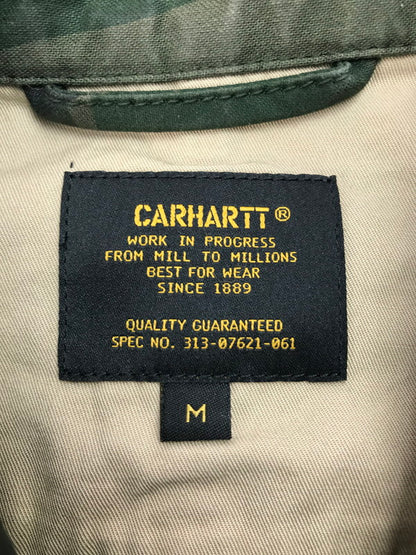 CARHARTT®
WORK IN PROGRESS
FROM MILL TO MILLIONS
BEST FOR WEAR
SINCE 1889
QUALITY GUARANTEED
SPEC NO. 313-07621-061
M